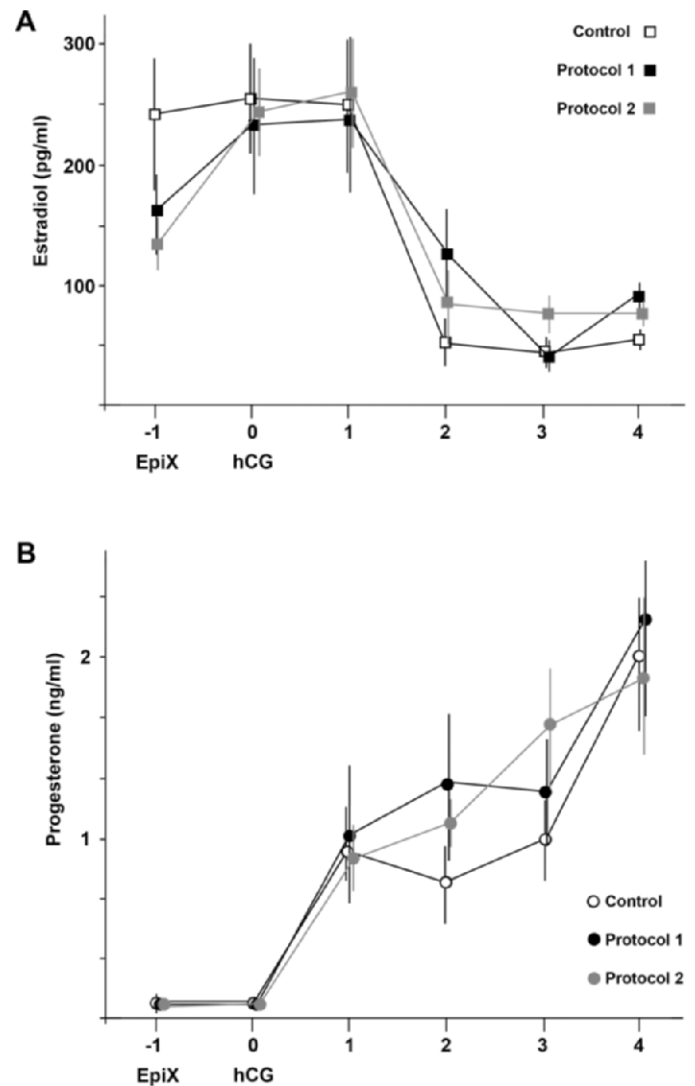 A
300
Control
Protocol 1
Protocol 2
200
Estradiol (pg/ml)
100
-1 0 1 2 3 4
EpiX hCG
B
2
Progesterone (ng/ml)
1
Control
Protocol 1
Protocol 2
-1 0 1 2 3 4
EpiX hCG